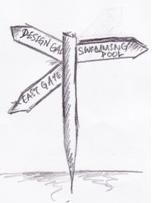 DESIGN GA
SWIMMING
POOL
EAST GATE